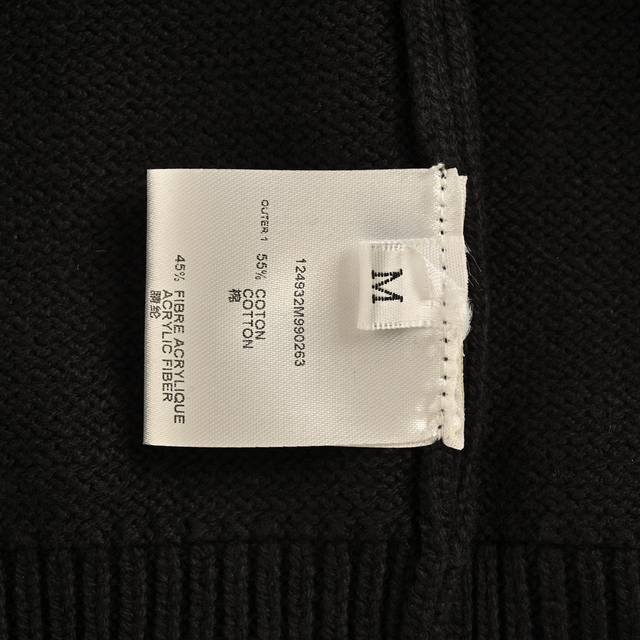 M
124932M990263
OUTER 1
55% COTON
COTTON
棉
45% FIBRE ACRYLIQUE
ACRYLIC FIBER
腈纶